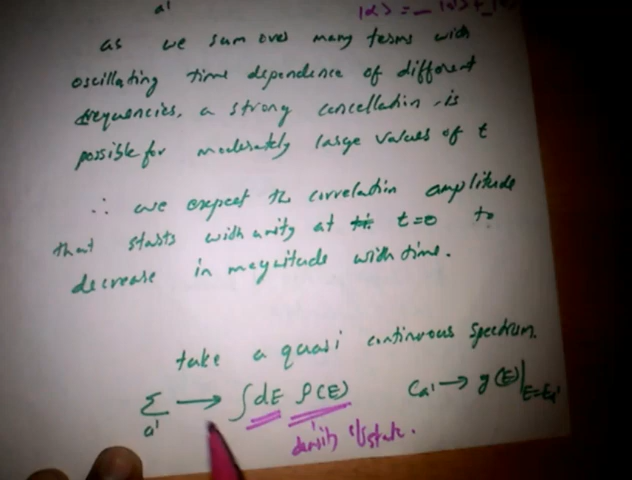 a'
|α> =
as we sum over many terms with
oscillating time dependence of different
frequencies, a strong cancellation is
possible for moderately large values of t
∴ we expect the correlation amplitude
that starts with unity at t=0 to
decrease in magnitude with time.
take a quasi continuous spectrum.
∑ → ∫ dE ρ(E) Ca' → g(E)|E=Ea'
a'
density of state.